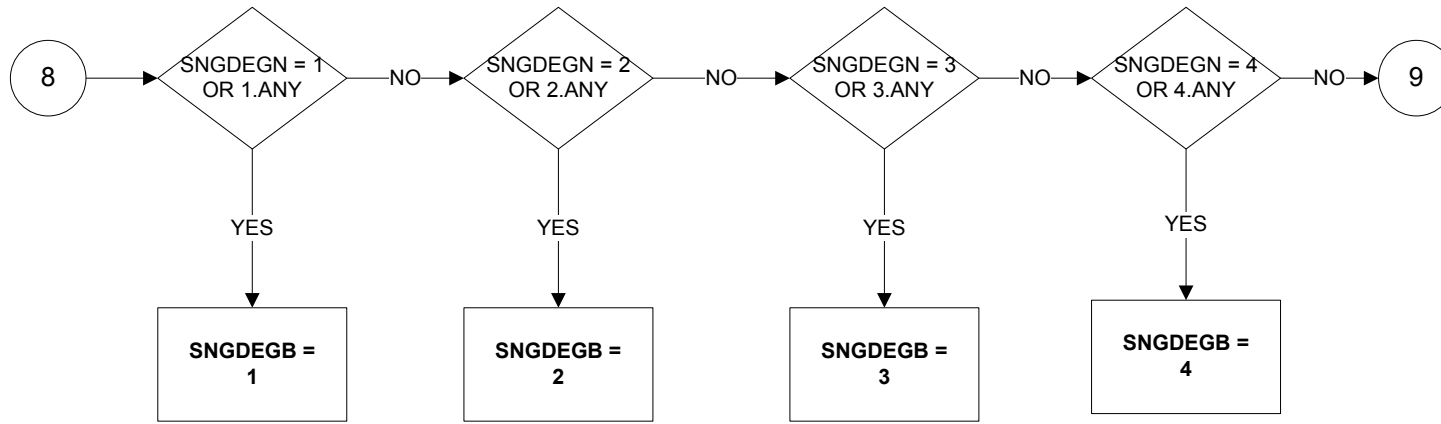 8
SNGDEGN = 1
OR 1.ANY
NO
SNGDEGN = 2
OR 2.ANY
NO
SNGDEGN = 3
OR 3.ANY
NO
SNGDEGN = 4
OR 4.ANY
NO
9
YES
YES
YES
YES
SNGDEGB =
1
SNGDEGB =
2
SNGDEGB =
3
SNGDEGB =
4